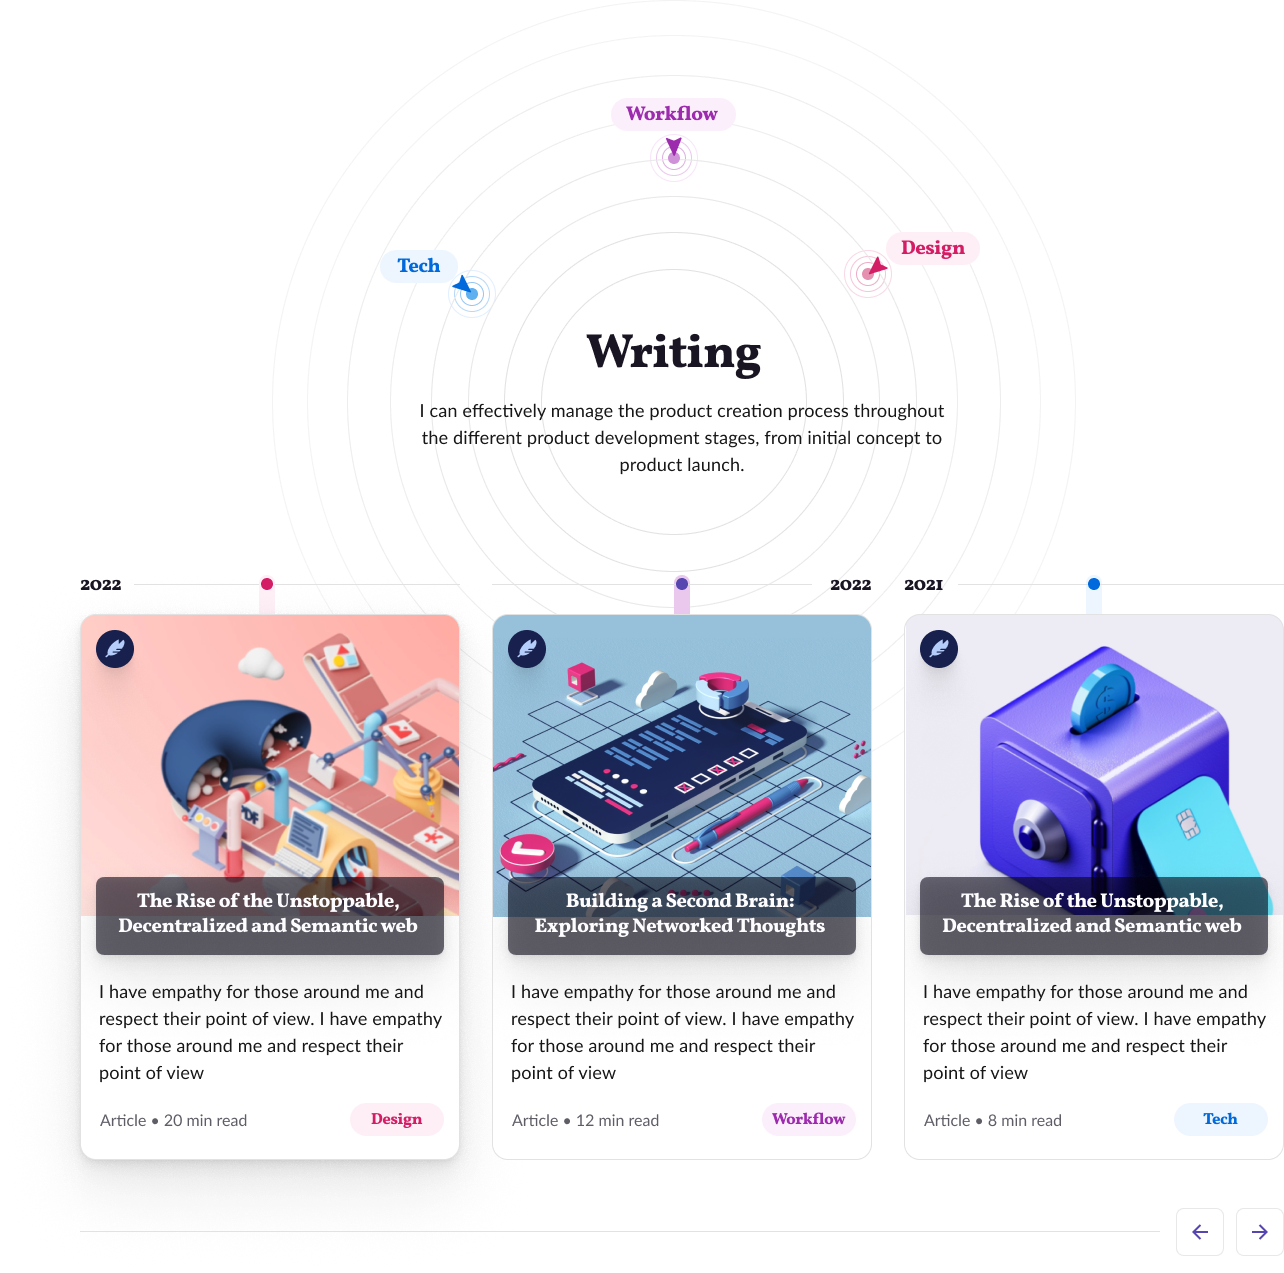 Workflow
Design
Tech
Writing
I can effectively manage the product creation process throughout
the different product development stages, from initial concept to
product launch.
2022
2022
2021
PDF
The Rise of the Unstoppable,
Decentralized and Semantic web
I have empathy for those around me and
respect their point of view. I have empathy
for those around me and respect their
point of view
Article • 20 min read
Design
Building a Second Brain:
Exploring Networked Thoughts
I have empathy for those around me and
respect their point of view. I have empathy
for those around me and respect their
point of view
Article • 12 min read
Workflow
The Rise of the Unstoppable,
Decentralized and Semantic web
I have empathy for those around me and
respect their point of view. I have empathy
for those around me and respect their
point of view
Article • 8 min read
Tech